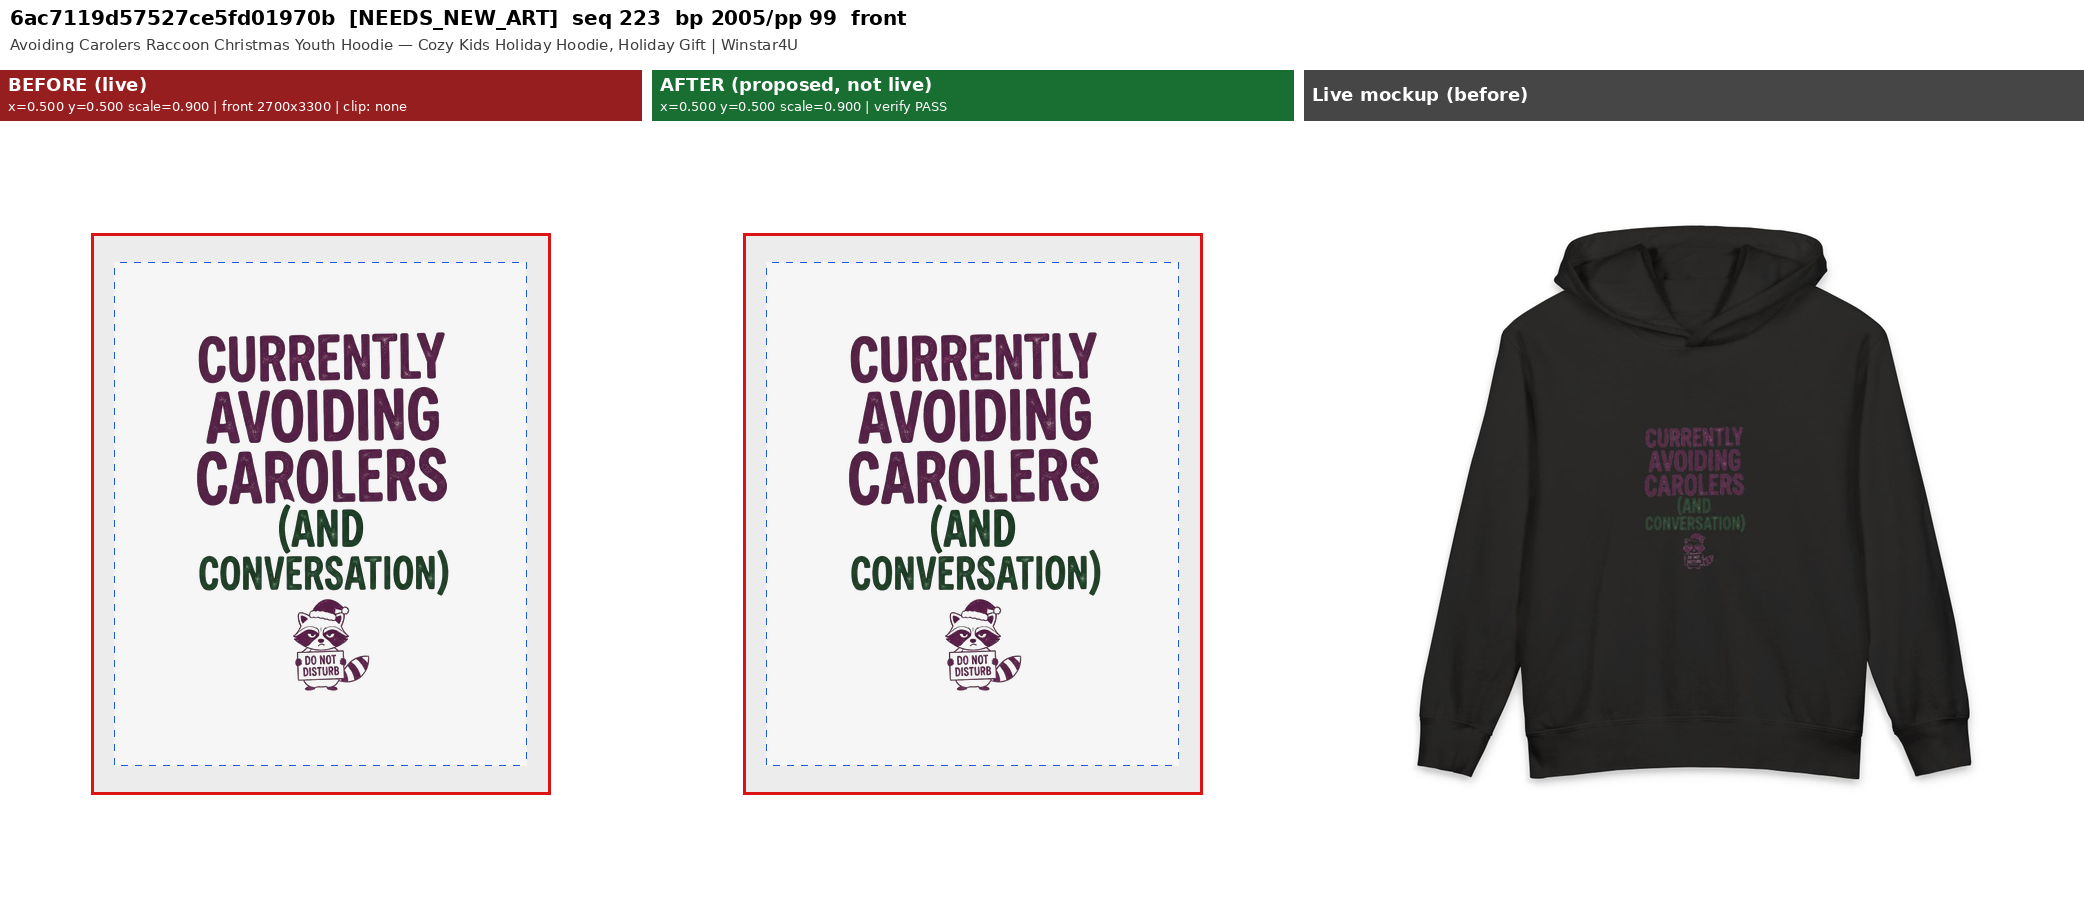 6ac7119d57527ce5fd01970b [NEEDS_NEW_ART] seq 223 bp 2005/pp 99 front
Avoiding Carolers Raccoon Christmas Youth Hoodie — Cozy Kids Holiday Hoodie, Holiday Gift | Winstar4U
BEFORE (live)
x=0.500 y=0.500 scale=0.900 | front 2700x3300 | clip: none
AFTER (proposed, not live)
x=0.500 y=0.500 scale=0.900 | verify PASS
Live mockup (before)
CURRENTLY
AVOIDING
CAROLERS
(AND
CONVERSATION)
DO NOT
DISTURB
CURRENTLY
AVOIDING
CAROLERS
(AND
CONVERSATION)
DO NOT
DISTURB
CURRENTLY
AVOIDING
CAROLERS
(AND
CONVERSATION)